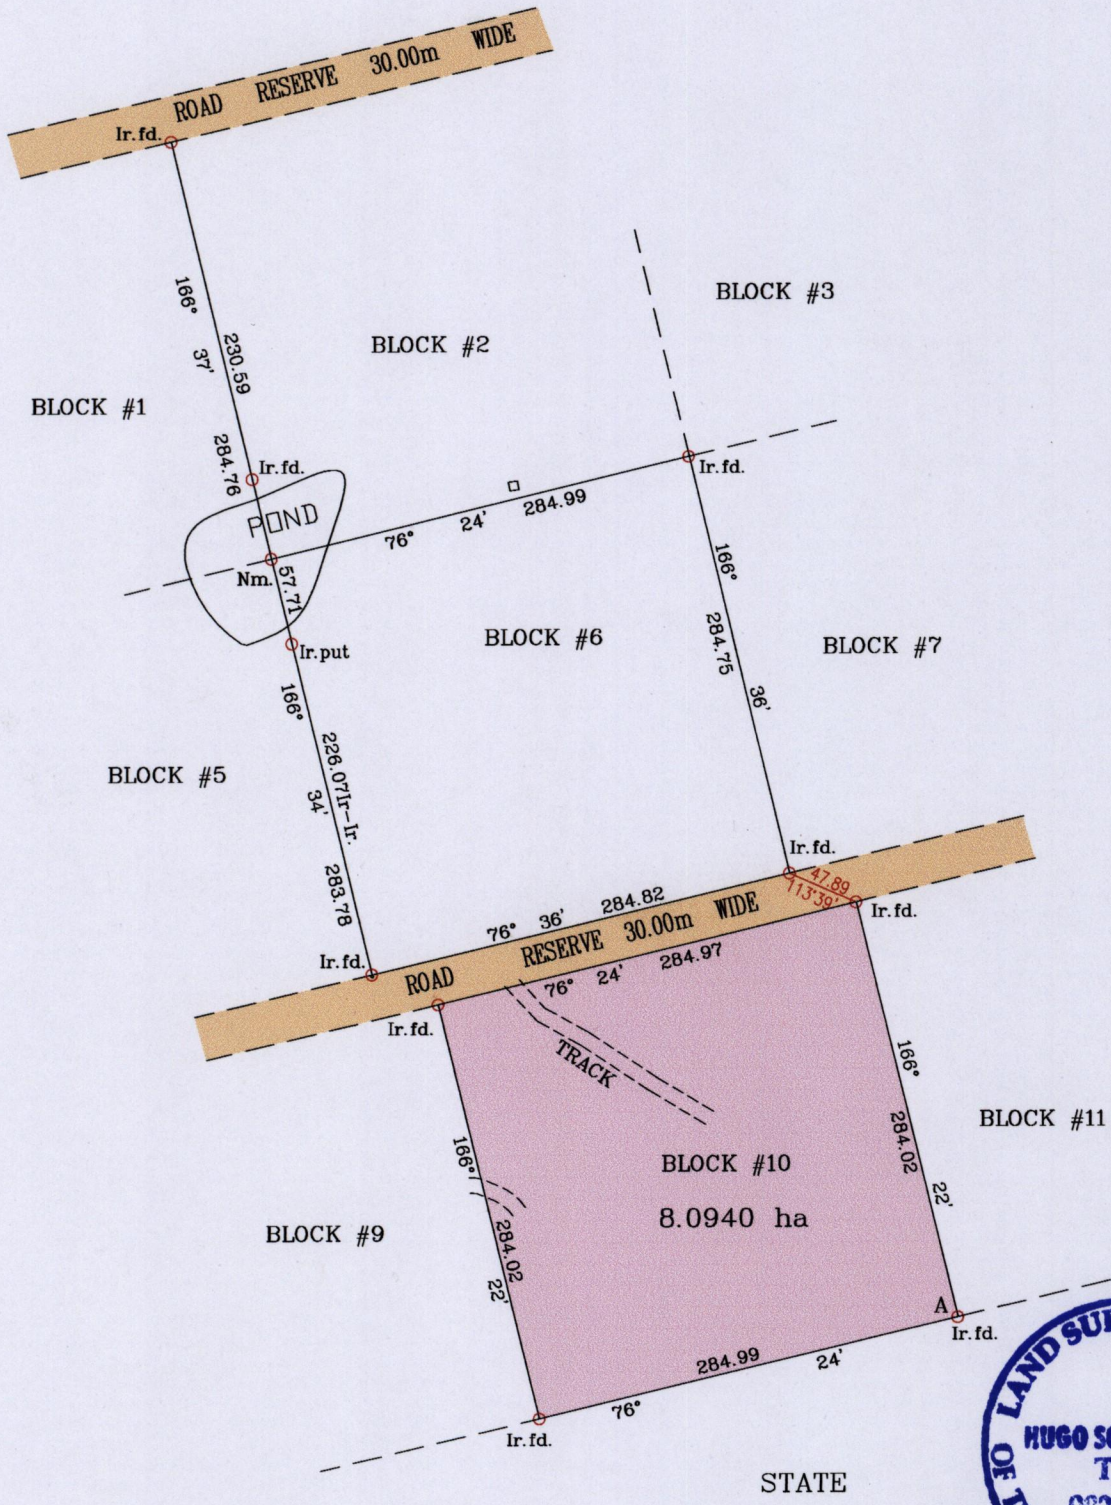 ROAD RESERVE 30.00m WIDE
Ir.fd.
166° 37'
230.59
284.76
BLOCK #1
BLOCK #2
BLOCK #3
Ir.fd.
POND
Nm.
57.71
Ir.put
76° 24' 284.99
Ir.fd.
166° 36'
284.75
BLOCK #5
BLOCK #6
BLOCK #7
166° 34'
226.07Ir-Ir.
283.78
Ir.fd.
Ir.fd.
76° 36' 284.82
47.89
113°39'
Ir.fd.
ROAD RESERVE 30.00m WIDE
Ir.fd.
76° 24' 284.97
TRACK
166° 22'
284.02
166° 22'
284.02
BLOCK #9
BLOCK #10
8.0940 ha
BLOCK #11
A
Ir.fd.
76° 284.99 24'
Ir.fd.
STATE
LAND
HUGO
OF